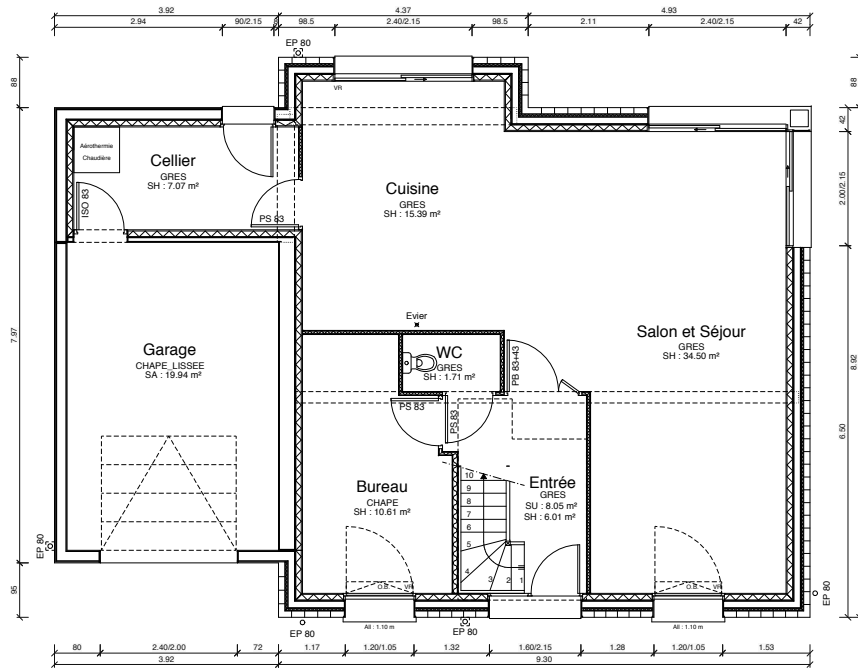 3.92
4.37
4.93
2.94
90/2.15
98.5
2.40/2.15
98.5
2.11
2.40/2.15
42
EP 80
88
88
VR
42
Aérothermie
Chaudière
Cellier
GRES
SH : 7.07 m²
ISO 83
PS 83
Cuisine
GRES
SH : 15.39 m²
2.00/2.15
7.97
8.92
6.50
Evier
Garage
CHAPE_LISSEE
SA : 19.94 m²
WC
GRES
SH : 1.71 m²
PB 83+43
Salon et Séjour
GRES
SH : 34.50 m²
PS 83
PS 83
Bureau
CHAPE
SH : 10.61 m²
Entrée
GRES
SU : 8.05 m²
SH : 6.01 m²
10
9
8
7
6
5
4
3
2
1
EP 80
95
O.B.
VR
O.B.
VR
EP 80
EP 80
EP 80
All : 1.10 m
All : 1.10 m
80
2.40/2.00
72
1.17
1.20/1.05
1.32
1.60/2.15
1.28
1.20/1.05
1.53
3.92
9.30